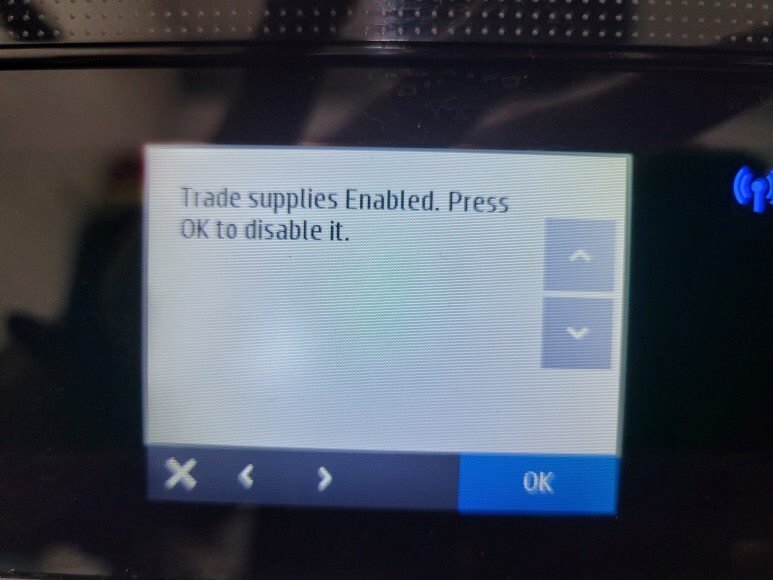 Trade supplies Enabled. Press
OK to disable it.
OK